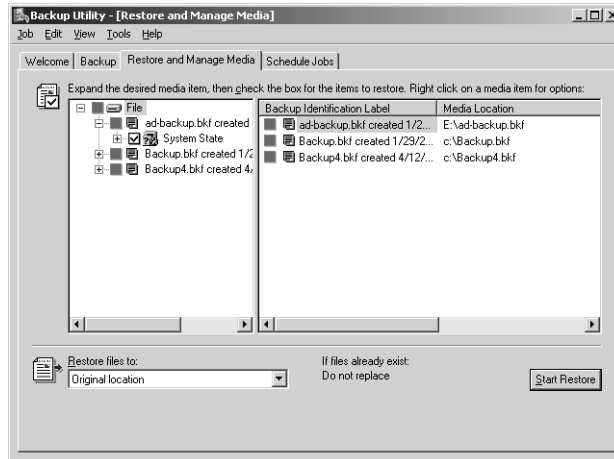 Backup Utility - [Restore and Manage Media]
Job Edit View Tools Help
Welcome Backup Restore and Manage Media Schedule Jobs
Expand the desired media item, then check the box for the items to restore. Right click on a media item for options:
File
ad-backup.bkf created
System State
Backup.bkf created 1/2
Backup4.bkf created 4/
Backup Identification Label Media Location
ad-backup.bkf created 1/2... E:\ad-backup.bkf
Backup.bkf created 1/29/2... c:\Backup.bkf
Backup4.bkf created 4/12/... c:\Backup4.bkf
Restore files to:
Original location
If files already exist:
Do not replace
Start Restore